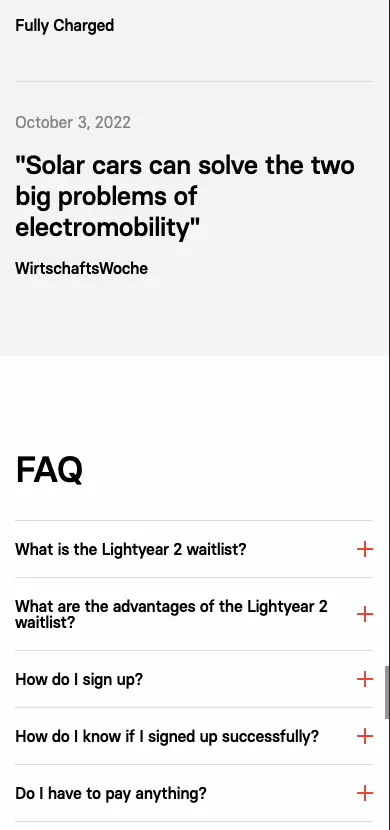 Fully Charged
October 3, 2022
"Solar cars can solve the two
big problems of
electromobility"
WirtschaftsWoche
FAQ
What is the Lightyear 2 waitlist?
What are the advantages of the Lightyear 2
waitlist?
How do I sign up?
How do I know if I signed up successfully?
Do I have to pay anything?